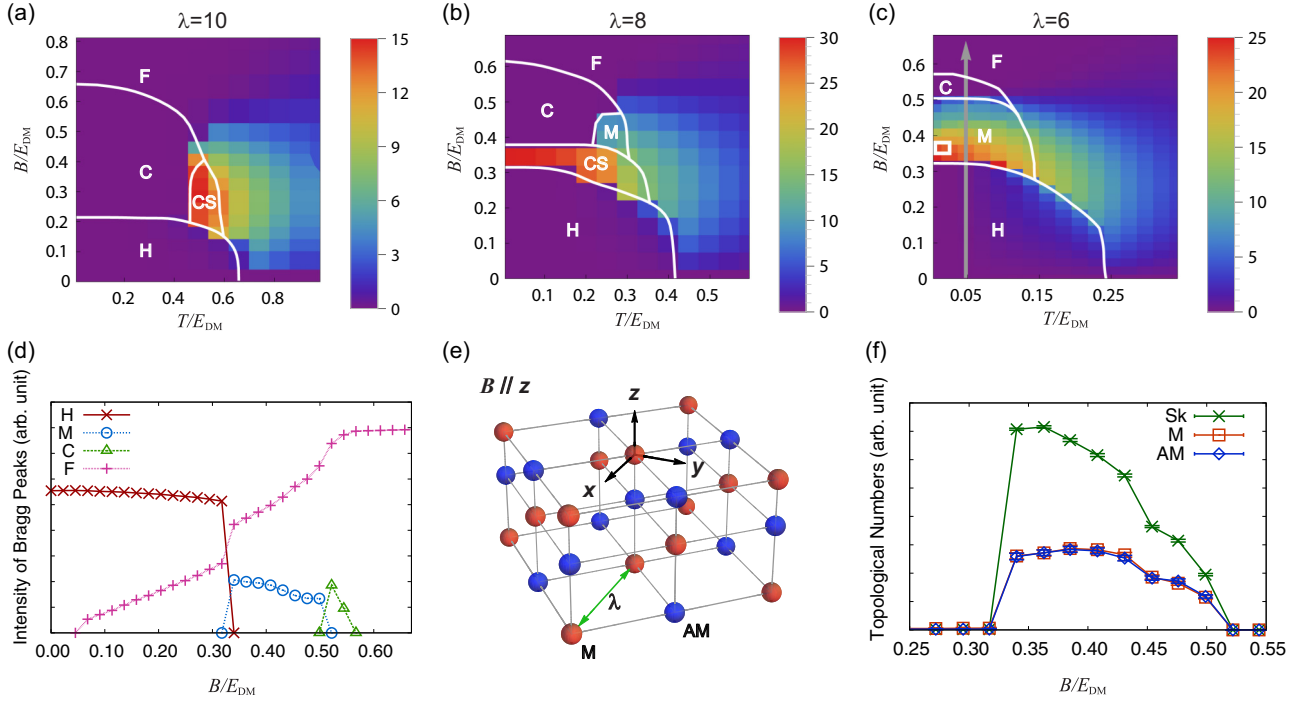 (a)
λ=10
0.8
0.7
0.6
0.5
0.4
0.3
0.2
0.1
0
B/E_DM
0.2 0.4 0.6 0.8
T/E_DM
F
C
CS
H
15
12
9
6
3
0
(b)
λ=8
0.6
0.5
0.4
0.3
0.2
0.1
0
B/E_DM
0.1 0.2 0.3 0.4 0.5
T/E_DM
F
C
M
CS
H
30
25
20
15
10
5
0
(c)
λ=6
0.6
0.5
0.4
0.3
0.2
0.1
0
B/E_DM
0.05 0.15 0.25
T/E_DM
F
C
M
H
25
20
15
10
5
0
(d)
Intensity of Bragg Peaks (arb. unit)
H
M
C
F
0.00 0.10 0.20 0.30 0.40 0.50 0.60
B/E_DM
(e)
B // z
z
x
y
λ
M
AM
(f)
Topological Numbers (arb. unit)
Sk
M
AM
0.25 0.30 0.35 0.40 0.45 0.50 0.55
B/E_DM